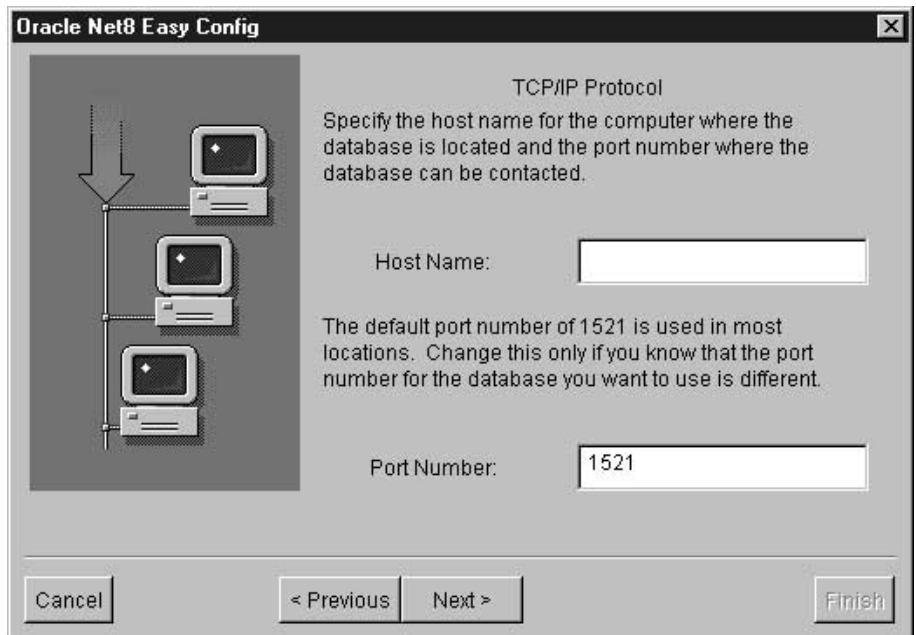 Oracle Net8 Easy Config
TCP/IP Protocol
Specify the host name for the computer where the
database is located and the port number where the
database can be contacted.
Host Name:
The default port number of 1521 is used in most
locations.  Change this only if you know that the port
number for the database you want to use is different.
Port Number:
1521
Cancel
< Previous
Next >
Finish